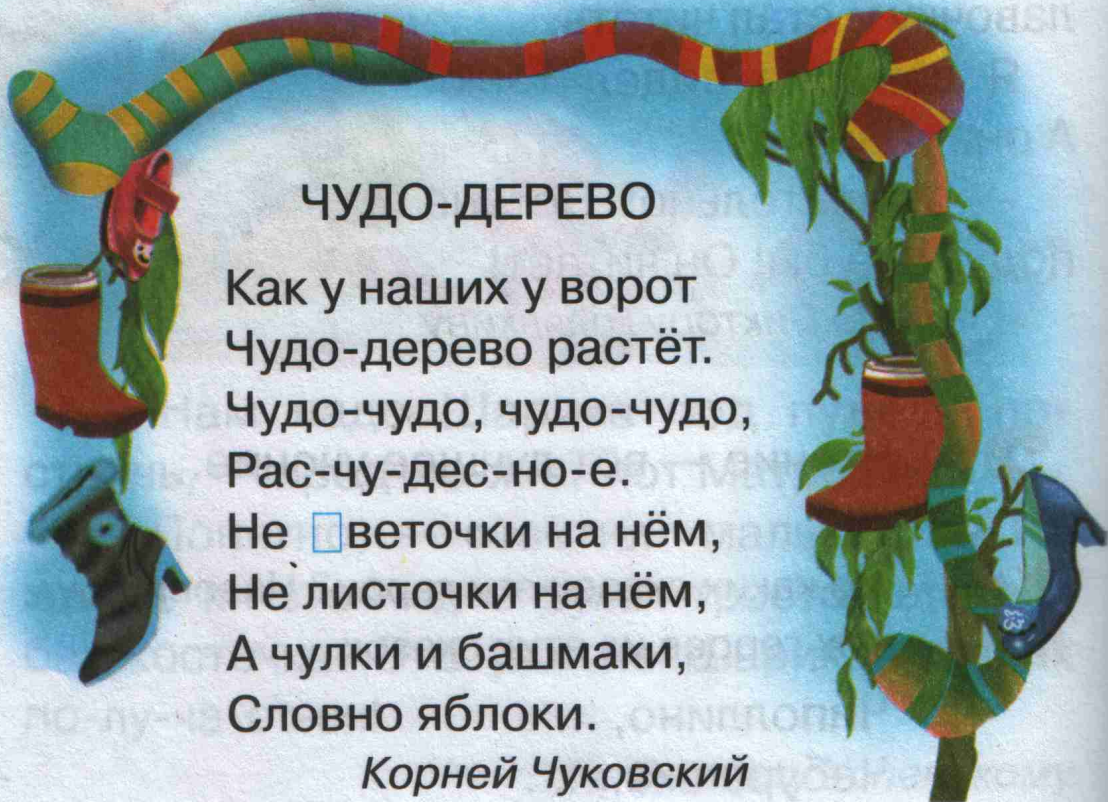 ЧУДО-ДЕРЕВО
Как у наших у ворот
Чудо-дерево растёт.
Чудо-чудо, чудо-чудо,
Рас-чу-дес-но-е.
Не □веточки на нём,
Не листочки на нём,
А чулки и башмаки,
Словно яблоки.
Корней Чуковский